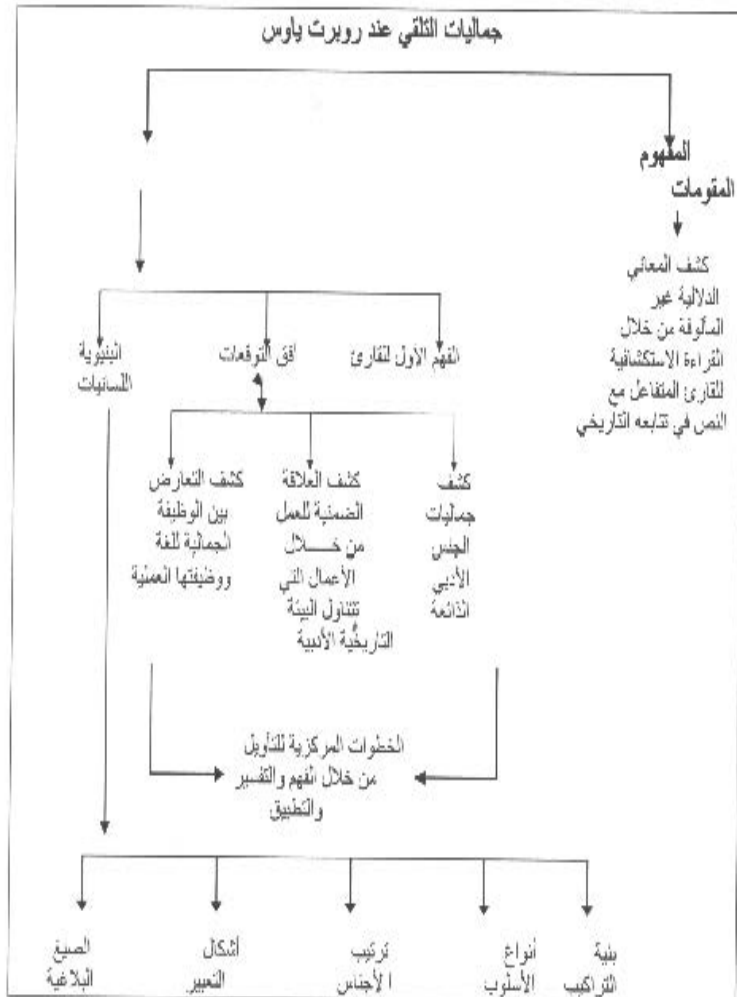 جماليات التلقي عند روبرت ياوس
المفهوم
المقومات
كشف المعاني
الدلالية غير
المألوفة من خلال
القراءة الاستكشافية
للقارئ المتفاعل مع
النص في تتابعه التاريخي
الفهم الأول للقارئ
أفق التوقعات
البنيوية
اللسانيات
كشف
جماليات
الجنس
الأدبي
الذائعة
كشف العلاقة
الضمنية للعمل
من خلال
الأعمال التي
تتناول البيئة
التاريخية الأدبية
كشف التعارض
بين الوظيفة
الجمالية للغة
ووظيفتها العملية
الخطوات المركزية للتأويل
من خلال الفهم والتفسير
والتطبيق
بنية
التراكيب
أنواع
الأسلوب
ترتيب
الأجناس
أشكال
التعبير
الصيغ
البلاغية